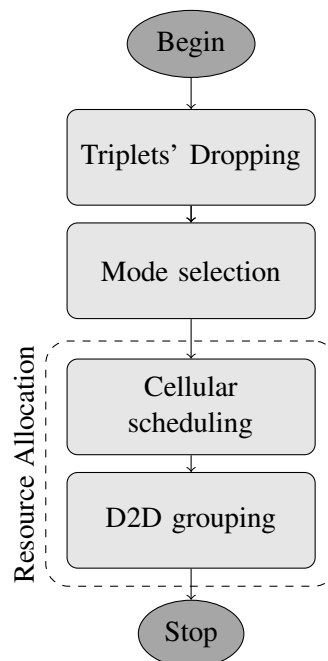 Begin
Triplets’ Dropping
Mode selection
Resource Allocation
Cellular
scheduling
D2D grouping
Stop